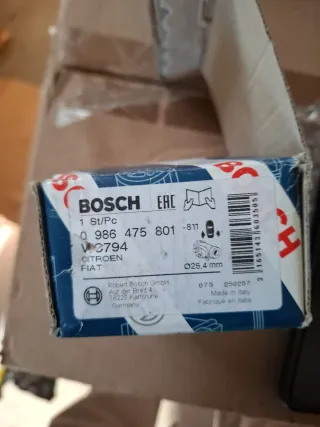 BOSCH
EAC
1 St/Pc
0 986 475 801 -811
WC794
CITROEN
FIAT
Ø25,4 mm
Robert Bosch GmbH,
Auf der Breit 4,
76227 Karlsruhe
Germany
675
Made in Italy
Fabriqué en Italie